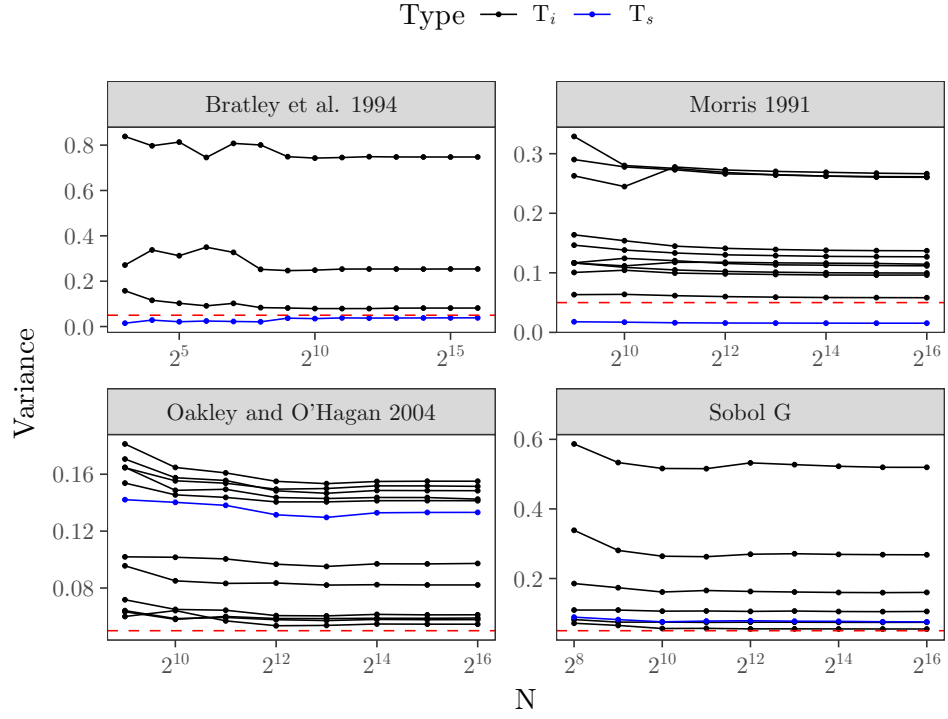 Type T_i T_s
Bratley et al. 1994
Morris 1991
0.8
0.6
0.4
0.2
0.0
2^5 2^10 2^15
0.3
0.2
0.1
0.0
2^10 2^12 2^14 2^16
Variance
Oakley and O'Hagan 2004
Sobol G
0.16
0.12
0.08
2^10 2^12 2^14 2^16
0.6
0.4
0.2
2^8 2^10 2^12 2^14 2^16
N